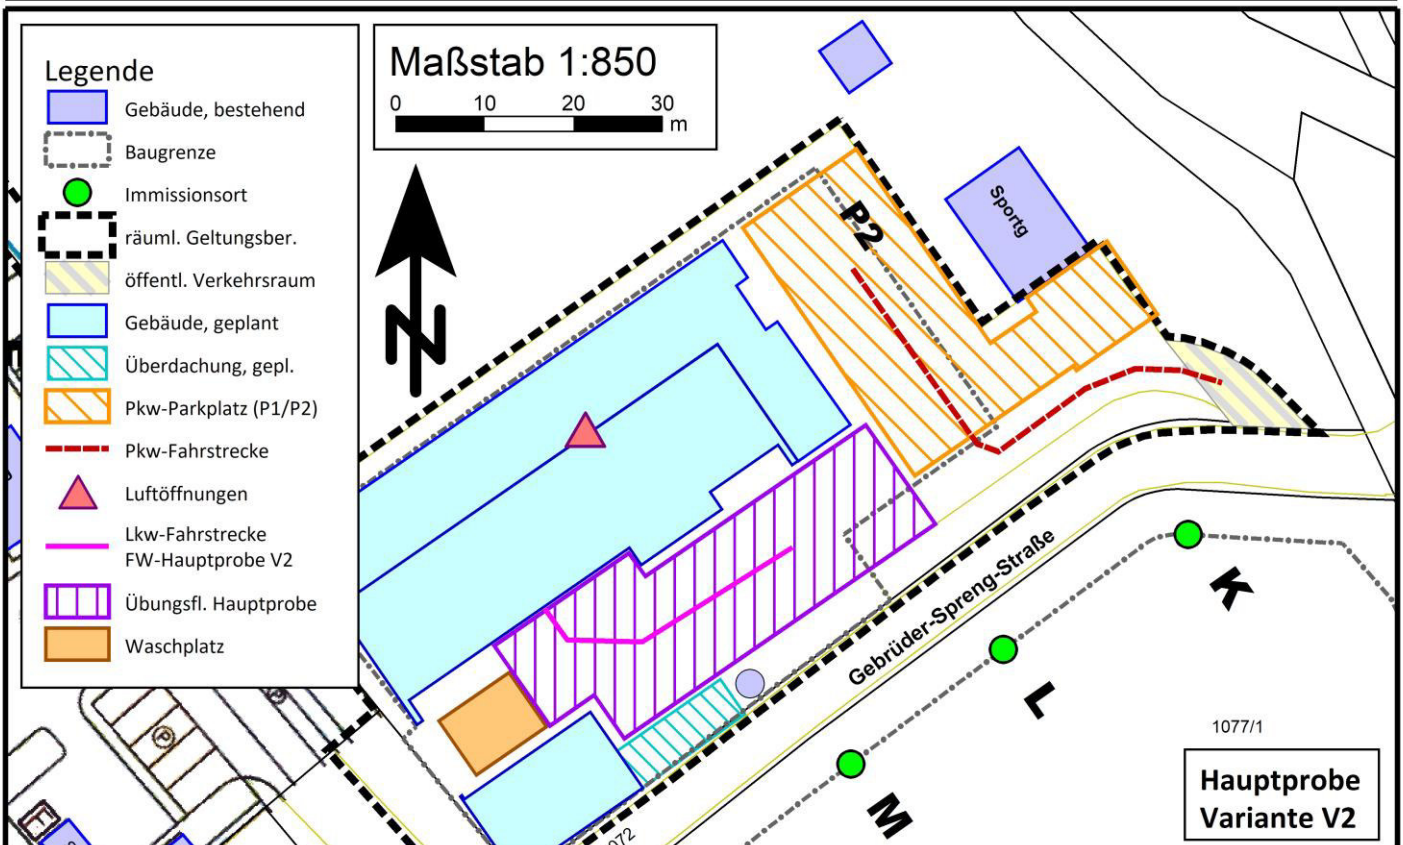 Legende
Gebäude, bestehend
Baugrenze
Immissionsort
räuml. Geltungsber.
öffentl. Verkehrsraum
Gebäude, geplant
Überdachung, gepl.
Pkw-Parkplatz (P1/P2)
Pkw-Fahrstrecke
Luftöffnungen
Lkw-Fahrstrecke
FW-Hauptprobe V2
Übungsfl. Hauptprobe
Waschplatz
Maßstab 1:850
0 10 20 30
m
N
P2
Sportg
Gebrüder-Spreng-Straße
K
L
M
1077/1
P
Hauptprobe
Variante V2